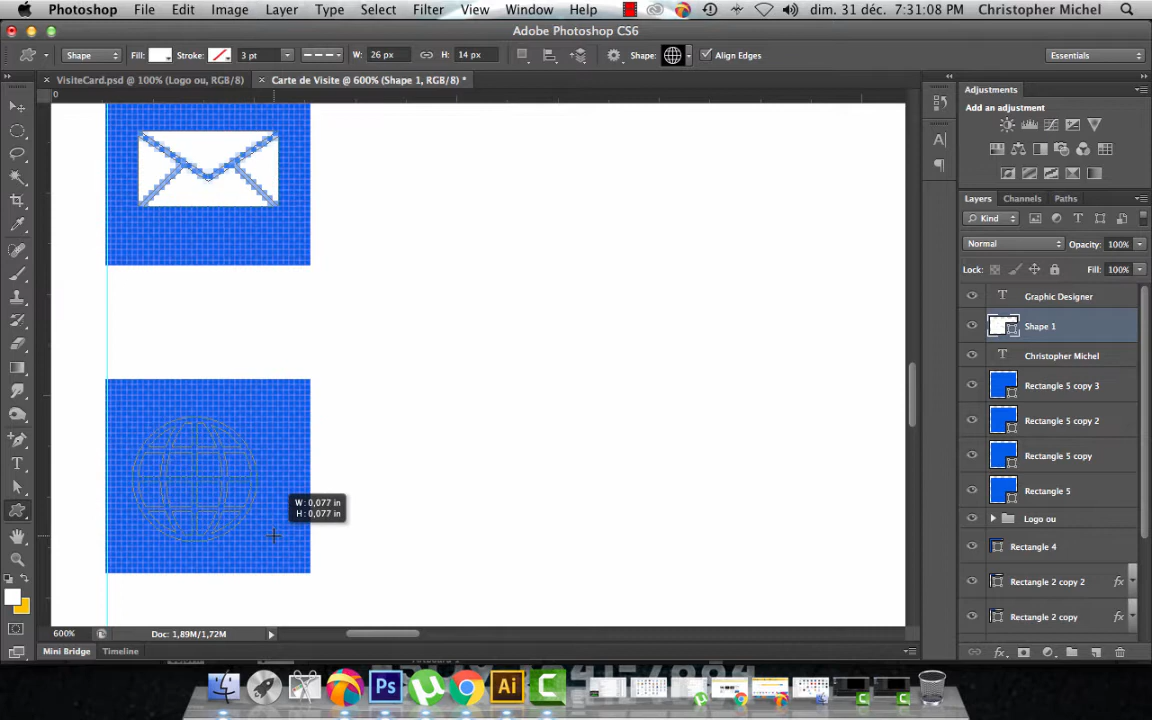 Photoshop File Edit Image Layer Type Select Filter View Window Help dim. 31 déc. 7:31:08 Christopher Michel
Adobe Photoshop CS6
Shape Fill: Stroke: 3 pt W: 26 px H: 14 px Shape: Align Edges Essentials
VisiteCard.psd @ 100% (Logo ou, RGB/8) Carte de Visite @ 600% (Shape 1, RGB/8) *
0
Adjustments
Add an adjustment
Layers Channels Paths
Kind
Normal Opacity: 100%
Lock: Fill: 100%
Graphic Designer
Shape 1
Christopher Michel
Rectangle 5 copy 3
Rectangle 5 copy 2
Rectangle 5 copy
Rectangle 5
Logo ou
Rectangle 4
Rectangle 2 copy 2 fx
Rectangle 2 copy fx
W: 0,077 in
H: 0,077 in
600% Doc: 1,89M/1,72M
Mini Bridge Timeline
Ps Ai